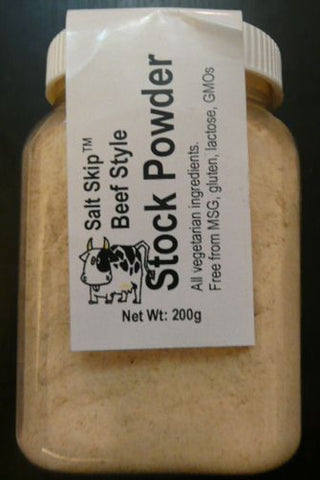 Salt Skip™
Beef Style
Stock Powder
All vegetarian ingredients.
Free from MSG, gluten, lactose, GMOs
Net Wt: 200g